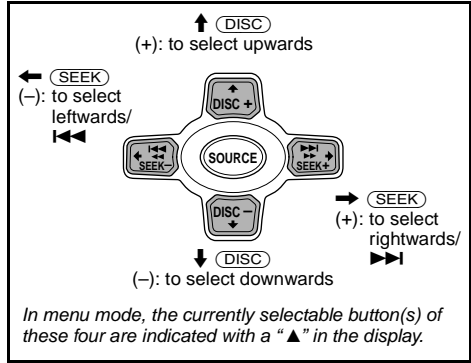 ↑ (DISC)
(+): to select upwards
← (SEEK)
(–): to select
leftwards/
⏮
DISC +
SEEK–
SOURCE
SEEK+
DISC –
→ (SEEK)
(+): to select
rightwards/
⏭
↓ (DISC)
(–): to select downwards
In menu mode, the currently selectable button(s) of
these four are indicated with a “ ▲” in the display.